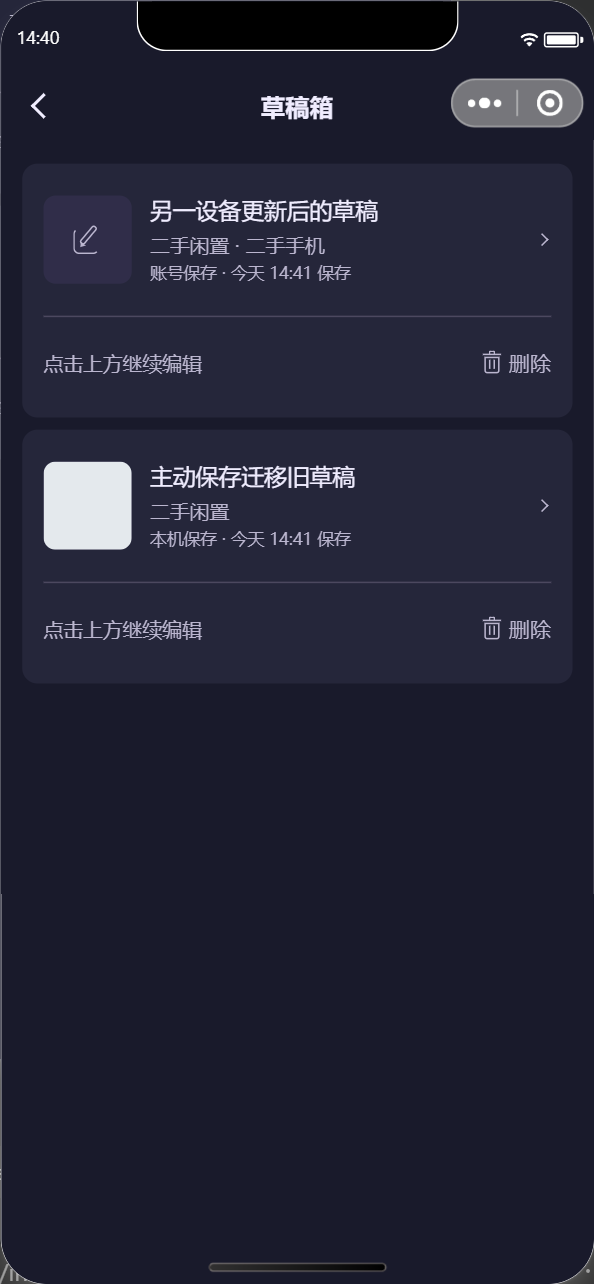 14:40
草稿箱
另一设备更新后的草稿
二手闲置 · 二手手机
账号保存 · 今天 14:41 保存
点击上方继续编辑
删除
主动保存迁移旧草稿
二手闲置
本机保存 · 今天 14:41 保存
点击上方继续编辑
删除